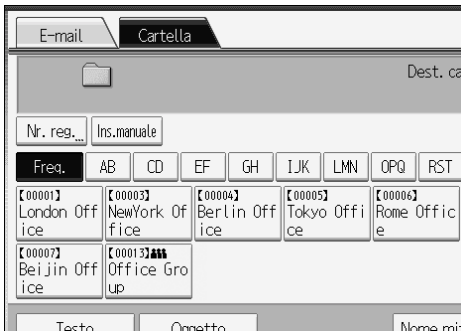 E-mail Cartella
Dest. ca
Nr. reg. Ins.manuale
Freq. AB CD EF GH IJK LMN OPQ RST
【00001】 【00003】 【00004】 【00005】 【00006】
London Off NewYork Of Berlin Off Tokyo Offi Rome Offic
ice ffice ice ce e
【00007】 【00013】
Beijin Off Office Gro
ice up
Testo Oggetto Nome mit